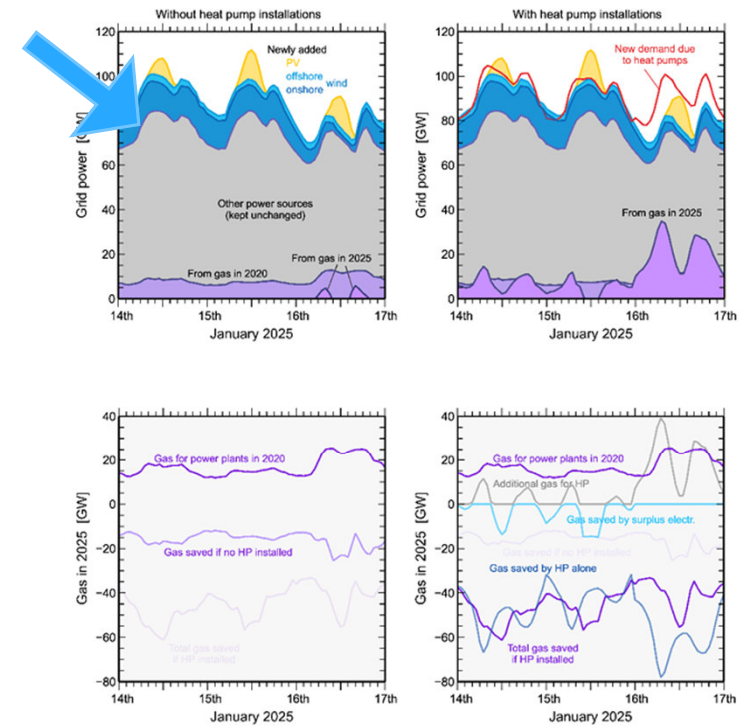 Without heat pump installations
With heat pump installations
120
100
80
60
40
20
0
Grid power [GW]
Newly added
PV
offshore
onshore wind
Other power sources
(kept unchanged)
From gas in 2020
From gas in 2025
14th
15th
16th
17th
January 2025
120
100
80
60
40
20
0
Grid power [GW]
New demand due
to heat pumps
From gas in 2025
14th
15th
16th
17th
January 2025
40
20
0
−20
−40
−60
−80
Gas in 2025 [GW]
Gas for power plants in 2020
Gas saved if no HP installed
Total gas saved
if HP installed
14th
15th
16th
17th
January 2025
40
20
0
−20
−40
−60
−80
Gas in 2025 [GW]
Gas for power plants in 2020
Additional gas for HP
Gas saved by surplus electr.
Gas saved if no HP installed
Gas saved by HP alone
Total gas saved
if HP installed
14th
15th
16th
17th
January 2025